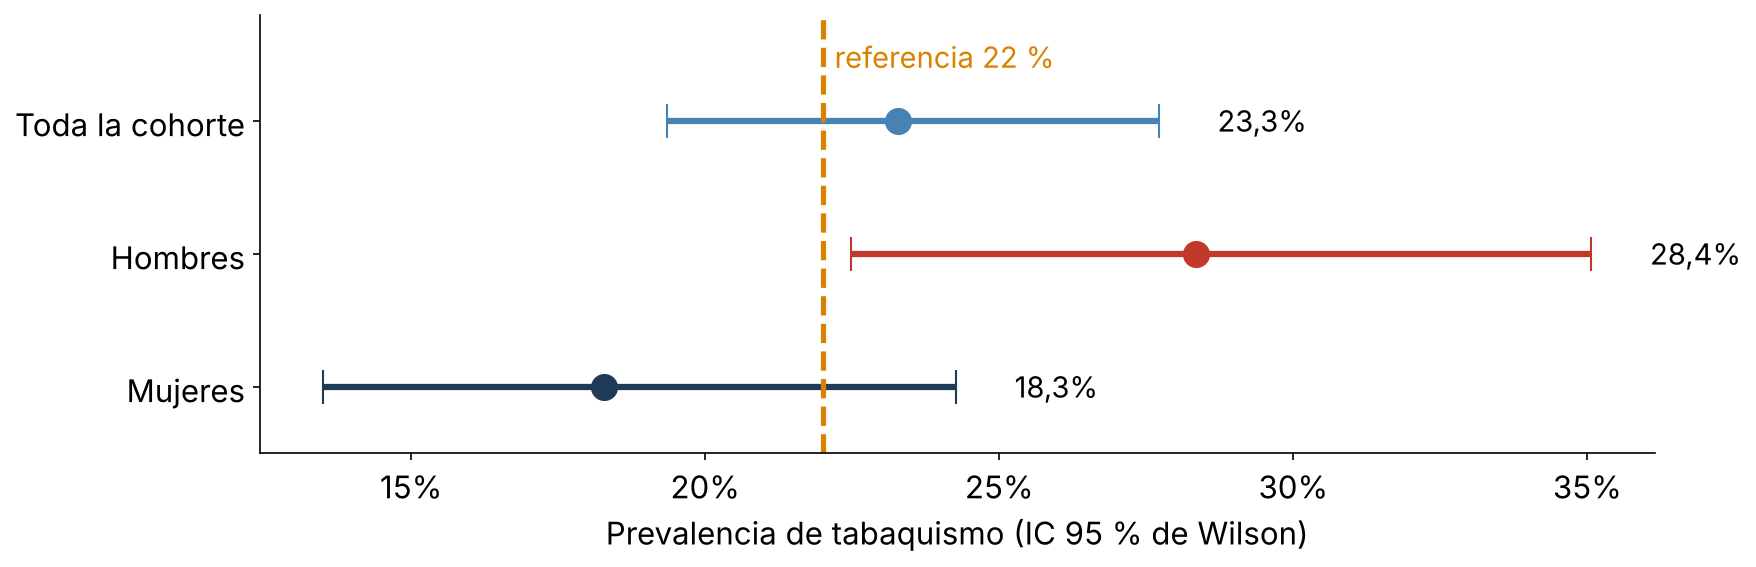 referencia 22 %
Toda la cohorte
23,3%
Hombres
28,4%
Mujeres
18,3%
15%
20%
25%
30%
35%
Prevalencia de tabaquismo (IC 95 % de Wilson)